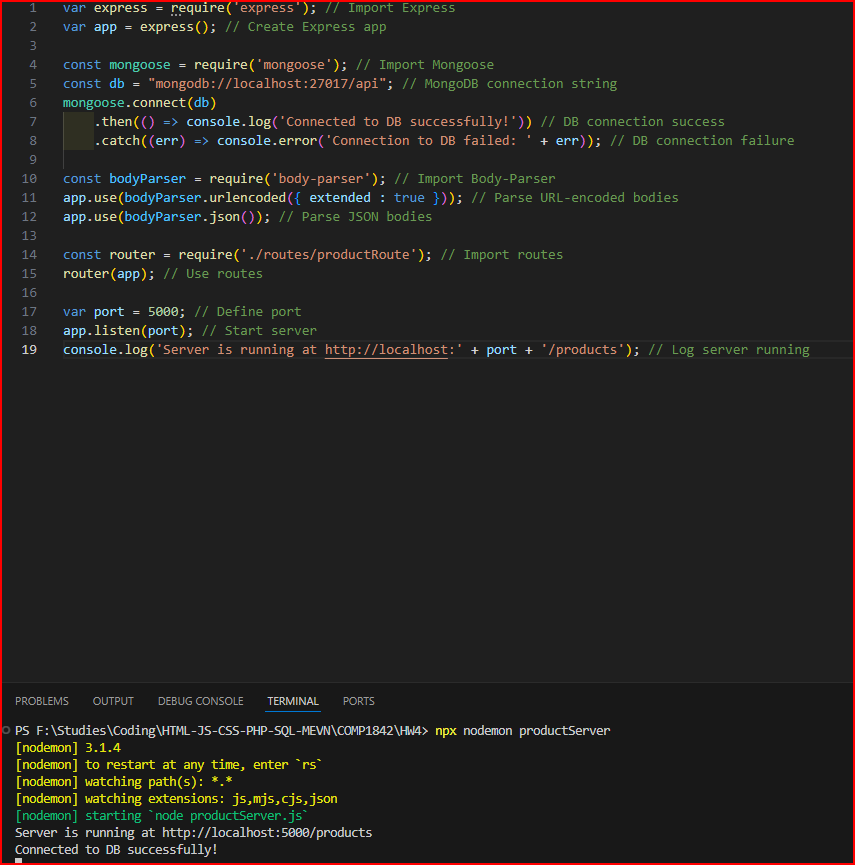 1 var express = require('express'); // Import Express
2 var app = express(); // Create Express app
3
4 const mongoose = require('mongoose'); // Import Mongoose
5 const db = "mongodb://localhost:27017/api"; // MongoDB connection string
6 mongoose.connect(db)
7     .then(() => console.log('Connected to DB successfully!')) // DB connection success
8     .catch((err) => console.error('Connection to DB failed: ' + err)); // DB connection failure
9
10 const bodyParser = require('body-parser'); // Import Body-Parser
11 app.use(bodyParser.urlencoded({ extended : true })); // Parse URL-encoded bodies
12 app.use(bodyParser.json()); // Parse JSON bodies
13
14 const router = require('./routes/productRoute'); // Import routes
15 router(app); // Use routes
16
17 var port = 5000; // Define port
18 app.listen(port); // Start server
19 console.log('Server is running at http://localhost:' + port + '/products'); // Log server running
PROBLEMS OUTPUT DEBUG CONSOLE TERMINAL PORTS
PS F:\Studies\Coding\HTML-JS-CSS-PHP-SQL-MEVN\COMP1842\HW4> npx nodemon productServer
[nodemon] 3.1.4
[nodemon] to restart at any time, enter `rs`
[nodemon] watching path(s): *.*
[nodemon] watching extensions: js,mjs,cjs,json
[nodemon] starting `node productServer.js`
Server is running at http://localhost:5000/products
Connected to DB successfully!